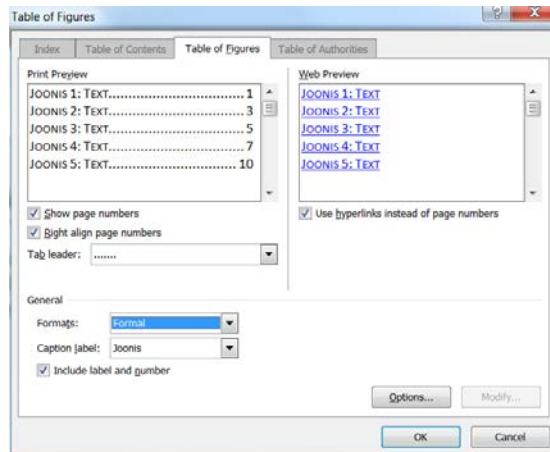 Table of Figures
Index Table of Contents Table of Figures Table of Authorities
Print Preview
JOONIS 1: TEXT.................................. 1
JOONIS 2: TEXT.................................. 3
JOONIS 3: TEXT.................................. 5
JOONIS 4: TEXT.................................. 7
JOONIS 5: TEXT................................ 10
Show page numbers
Right align page numbers
Tab leader: .......
Web Preview
JOONIS 1: TEXT
JOONIS 2: TEXT
JOONIS 3: TEXT
JOONIS 4: TEXT
JOONIS 5: TEXT
Use hyperlinks instead of page numbers
General
Formats: Formal
Caption label: Joonis
Include label and number
Options... Modify...
OK Cancel